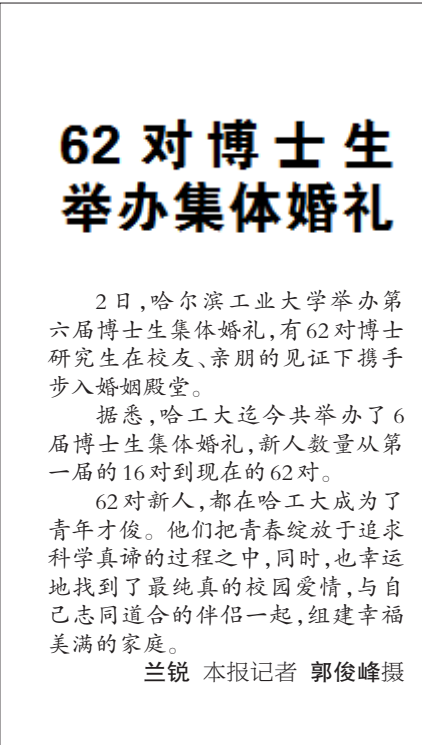 62对博士生
举办集体婚礼
2日,哈尔滨工业大学举办第
六届博士生集体婚礼,有62对博士
研究生在校友、亲朋的见证下携手
步入婚姻殿堂。
据悉,哈工大迄今共举办了6
届博士生集体婚礼,新人数量从第
一届的16对到现在的62对。
62对新人,都在哈工大成为了
青年才俊。他们把青春绽放于追求
科学真谛的过程之中,同时,也幸运
地找到了最纯真的校园爱情,与自
己志同道合的伴侣一起,组建幸福
美满的家庭。
兰锐 本报记者 郭俊峰摄